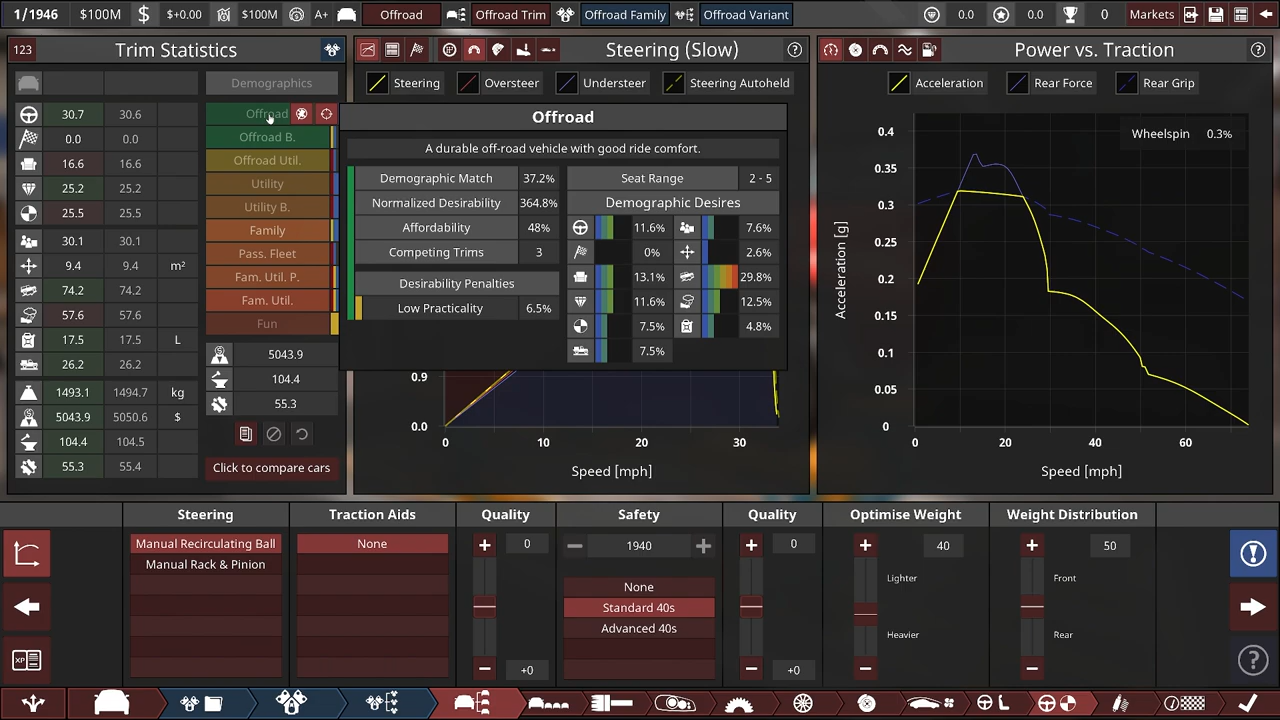 1/1946 $100M $ $+0.00 $100M A+ Offroad Offroad Trim Offroad Family Offroad Variant 0.0 0.0 0 Markets
123 Trim Statistics
Demographics
30.7 30.6
0.0 0.0
16.6 16.6
25.2 25.2
25.5 25.5
30.1 30.1
9.4 9.4 m²
74.2 74.2
57.6 57.6
17.5 17.5 L
26.2 26.2
1493.1 1494.7 kg
5043.9 5050.6 $
104.4 104.5
55.3 55.4
Offroad
Offroad B.
Offroad Util.
Utility
Utility B.
Family
Pass. Fleet
Fam. Util. P.
Fam. Util.
Fun
5043.9
104.4
55.3
Click to compare cars
Steering (Slow) ?
Steering Oversteer Understeer Steering Autoheld
Offroad
A durable off-road vehicle with good ride comfort.
Demographic Match 37.2%
Normalized Desirability 364.8%
Affordability 48%
Competing Trims 3
Desirability Penalties
Low Practicality 6.5%
Seat Range 2 - 5
Demographic Desires
11.6% 7.6%
0% 2.6%
13.1% 29.8%
11.6% 12.5%
7.5% 4.8%
7.5%
0.9
0.0
0 10 20 30
Speed [mph]
Power vs. Traction ?
Acceleration Rear Force Rear Grip
Wheelspin 0.3%
Acceleration [g]
0.4
0.35
0.3
0.25
0.2
0.15
0.1
0.05
0
0 20 40 60
Speed [mph]
Steering
Manual Recirculating Ball
Manual Rack & Pinion
Traction Aids
None
Quality
0
+0
Safety
1940
None
Standard 40s
Advanced 40s
Quality
0
+0
Optimise Weight
40
Lighter
Heavier
Weight Distribution
50
Front
Rear
XP
?